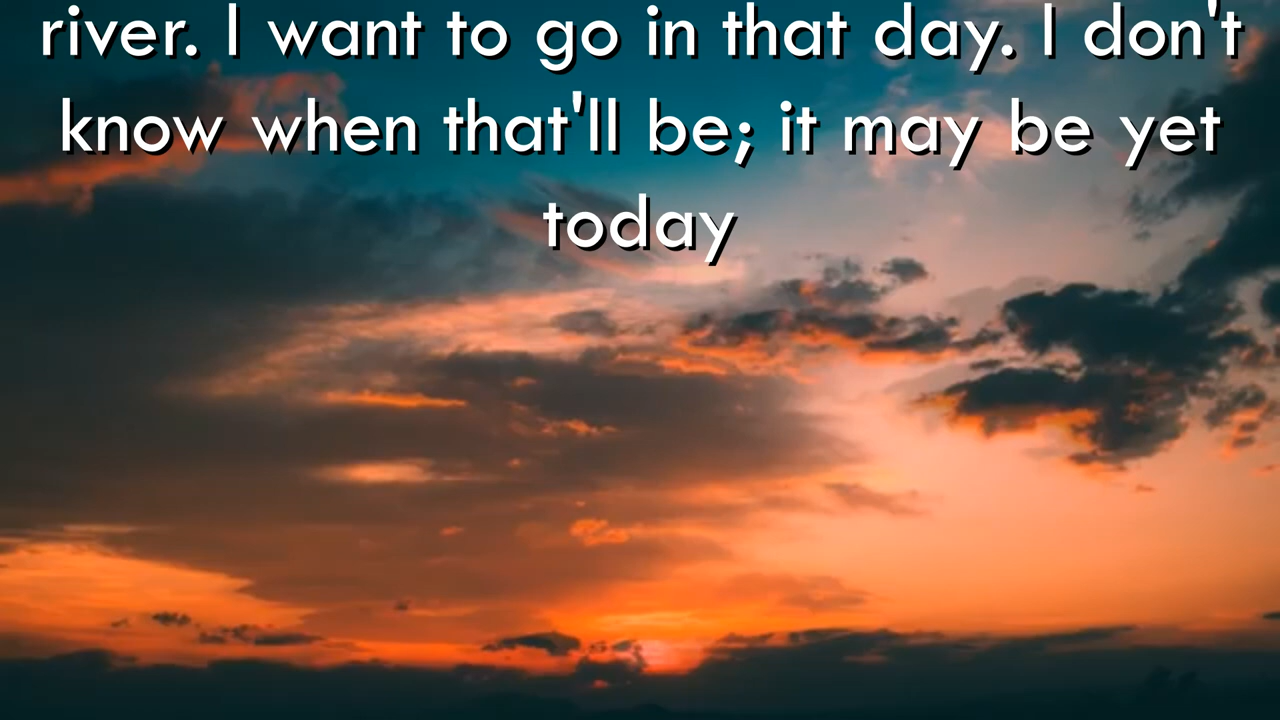 river. I want to go in that day. I don't
know when that'll be; it may be yet
today